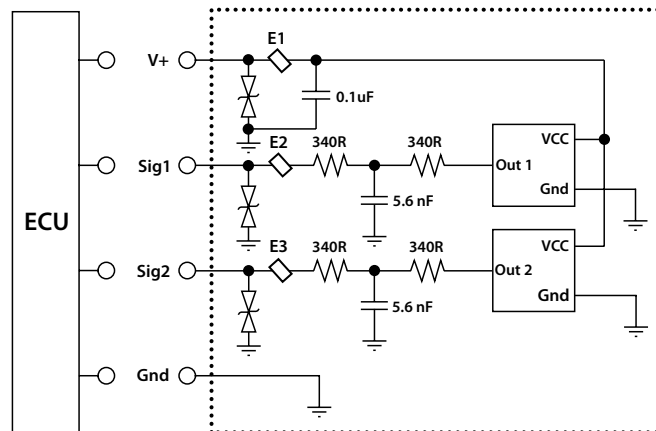 E1
V+
0.1uF
E2
340R
340R
VCC
Sig1
Out 1
Gnd
5.6 nF
ECU
E3
340R
340R
VCC
Sig2
Out 2
Gnd
5.6 nF
Gnd